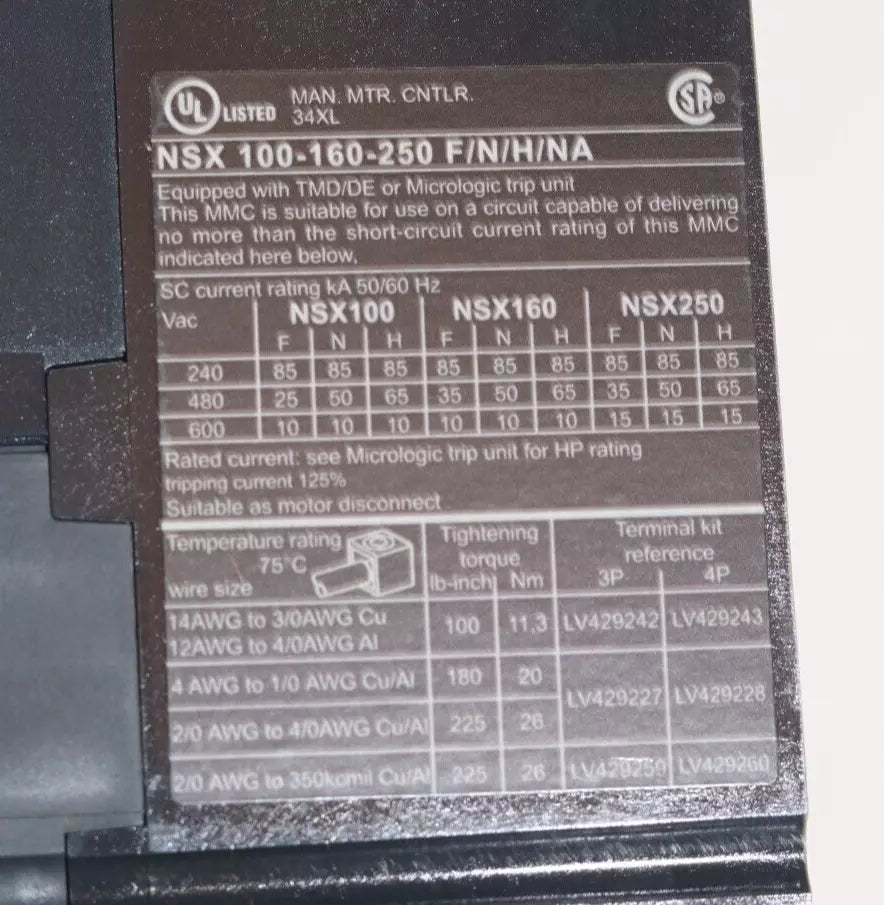 UL LISTED MAN. MTR. CNTLR.
34XL
SA®
NSX 100-160-250 F/N/H/NA
Equipped with TMD/DE or Micrologic trip unit
This MMC is suitable for use on a circuit capable of delivering
no more than the short-circuit current rating of this MMC
indicated here below,
SC current rating kA 50/60 Hz
Vac NSX100 NSX160 NSX250
F N H F N H F N H
240 85 85 85 85 85 85 85 85 85
480 25 50 65 35 50 65 35 50 65
600 10 10 10 10 10 10 15 15 15
Rated current: see Micrologic trip unit for HP rating
tripping current 125%
Suitable as motor disconnect
Temperature rating Tightening Terminal kit
75°C torque reference
wire size lb-inch Nm 3P 4P
14AWG to 3/0AWG Cu
12AWG to 4/0AWG Al 100 11,3 LV429242 LV429243
4 AWG to 1/0 AWG Cu/Al 180 20
LV429227 LV429228
2/0 AWG to 4/0AWG Cu/Al 225 26
2/0 AWG to 350kcmil Cu/Al 225 26 LV429259 LV429260